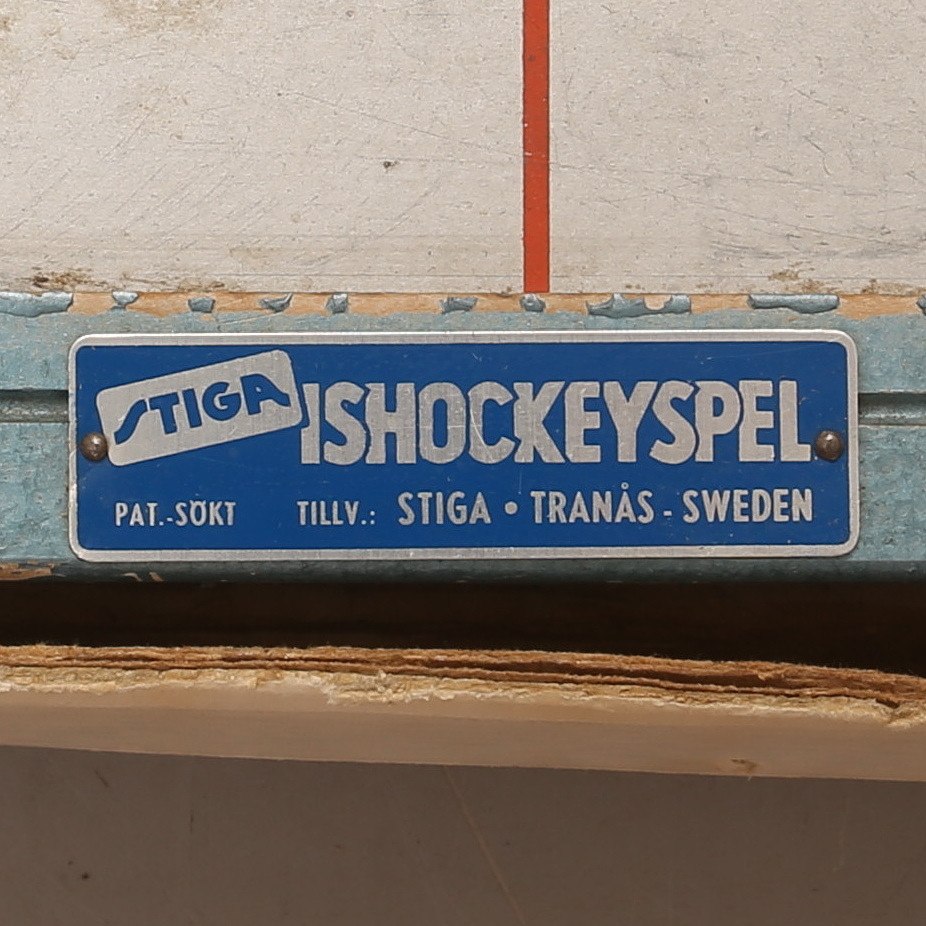 STIGA ISHOCKEYSPEL
PAT.-SÖKT TILLV.: STIGA • TRANÅS - SWEDEN